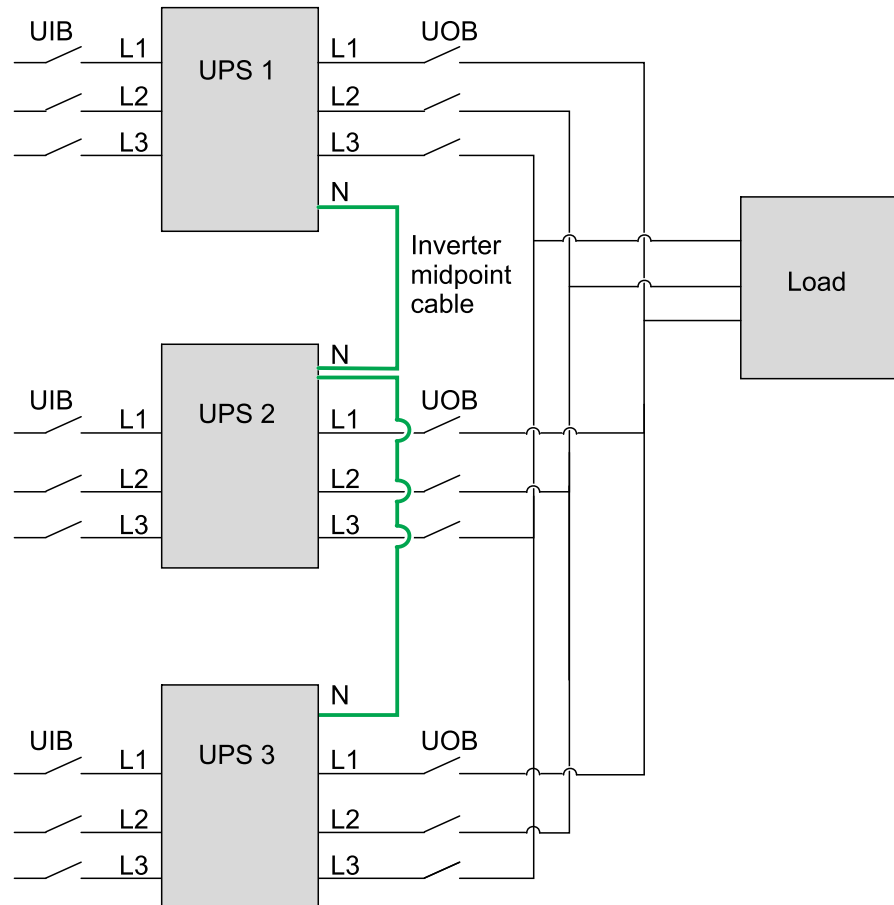 UIB
L1
UPS 1
L1
UOB
L2
L2
L3
L3
N
Inverter
midpoint
cable
Load
N
UIB
L1
UPS 2
L1
UOB
L2
L2
L3
L3
N
UIB
L1
UPS 3
L1
UOB
L2
L2
L3
L3